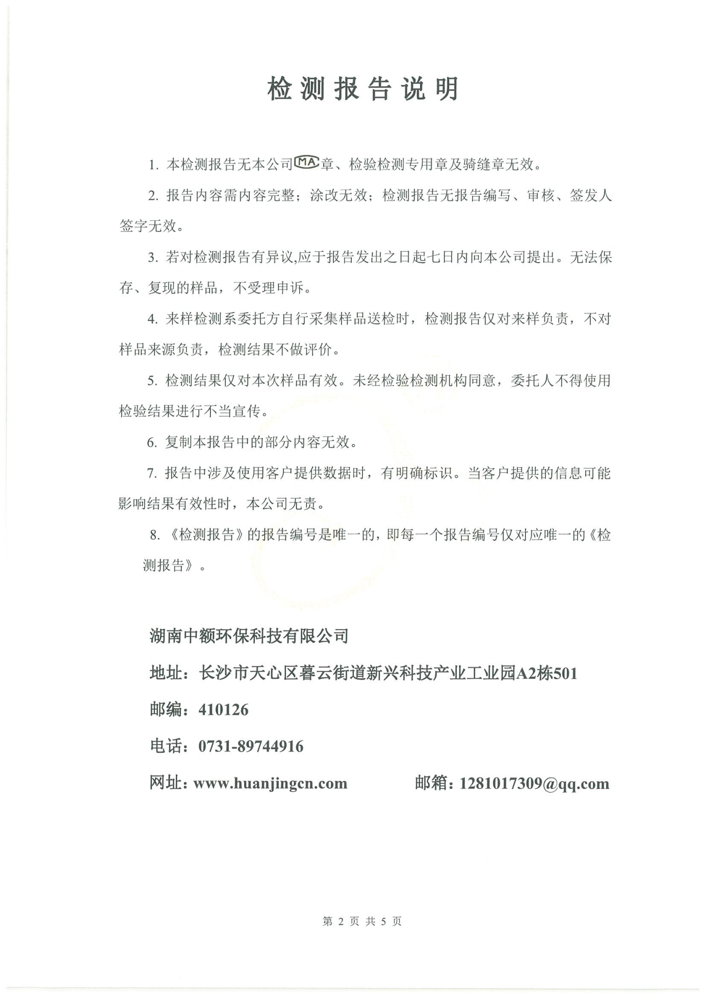 检测报告说明
1. 本检测报告无本公司MA章、检验检测专用章及骑缝章无效。
2. 报告内容需内容完整；涂改无效；检测报告无报告编写、审核、签发人
签字无效。
3. 若对检测报告有异议,应于报告发出之日起七日内向本公司提出。无法保
存、复现的样品，不受理申诉。
4. 来样检测系委托方自行采集样品送检时，检测报告仅对来样负责，不对
样品来源负责，检测结果不做评价。
5. 检测结果仅对本次样品有效。未经检验检测机构同意，委托人不得使用
检验结果进行不当宣传。
6. 复制本报告中的部分内容无效。
7. 报告中涉及使用客户提供数据时，有明确标识。当客户提供的信息可能
影响结果有效性时，本公司无责。
8. 《检测报告》的报告编号是唯一的，即每一个报告编号仅对应唯一的《检
测报告》。
湖南中额环保科技有限公司
地址：长沙市天心区暮云街道新兴科技产业工业园A2栋501
邮编：410126
电话：0731-89744916
网址：www.huanjingcn.com 邮箱：1281017309@qq.com
第 2 页 共 5 页